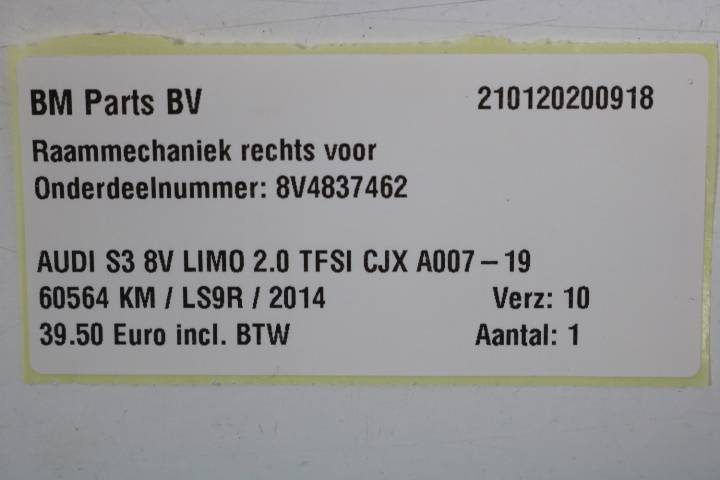 BM Parts BV 210120200918
Raammechaniek rechts voor
Onderdeelnummer: 8V4837462
AUDI S3 8V LIMO 2.0 TFSI CJX A007-19
60564 KM / LS9R / 2014 Verz: 10
39.50 Euro incl. BTW Aantal: 1